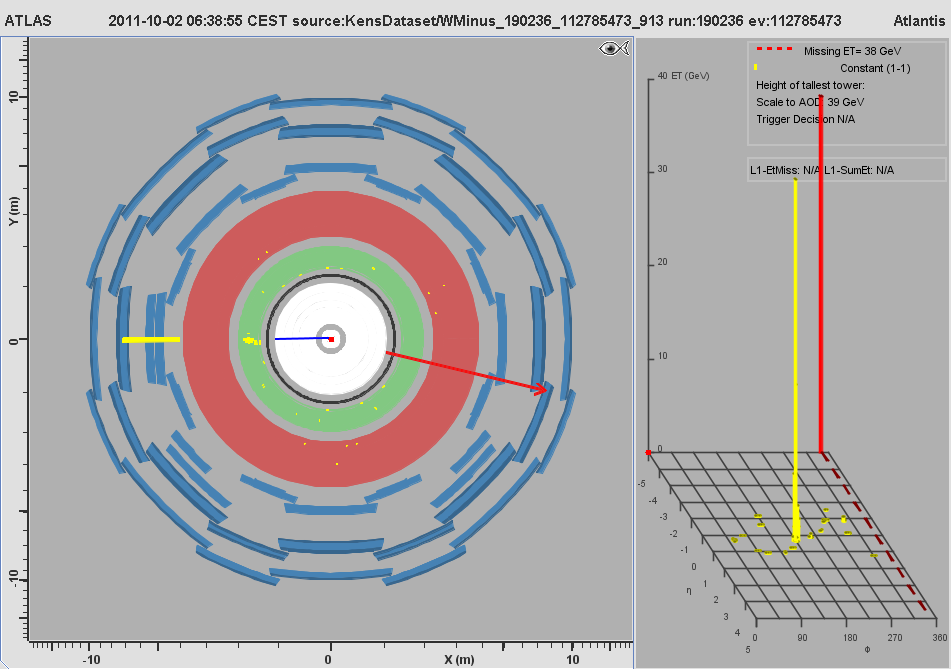 ATLAS 2011-10-02 06:38:55 CEST source:KensDataset/WMinus_190236_112785473_913 run:190236 ev:112785473 Atlantis
Missing ET= 38 GeV
Constant (1-1)
Height of tallest tower:
Scale to AOD: 39 GeV
Trigger Decision N/A
L1-EtMiss: N/A L1-SumEt: N/A
40 ET (GeV)
30
20
10
0
-5
-4
-3
-2
-1
0
1
2
3
4
5
η
0 90 180 270 360
Φ
10
Y (m)
0
-10
-10 0 X (m) 10